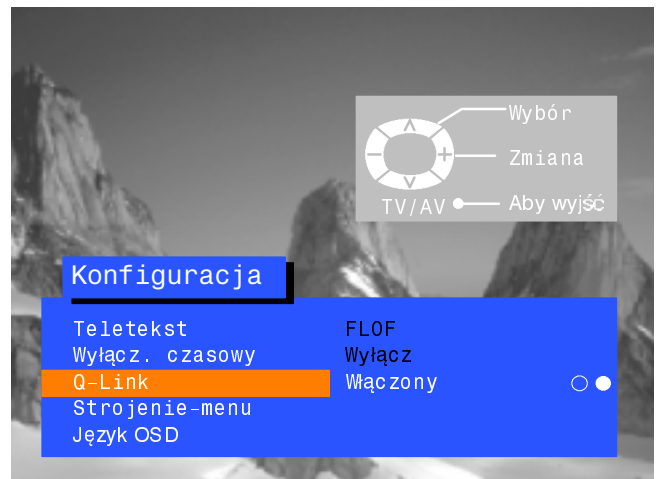 Wybór
Zmiana
TV/AV Aby wyjść
Konfiguracja
Teletekst FLOF
Wyłącz. czasowy Wyłącz
Q-Link Włączony
Strojenie-menu
Język OSD